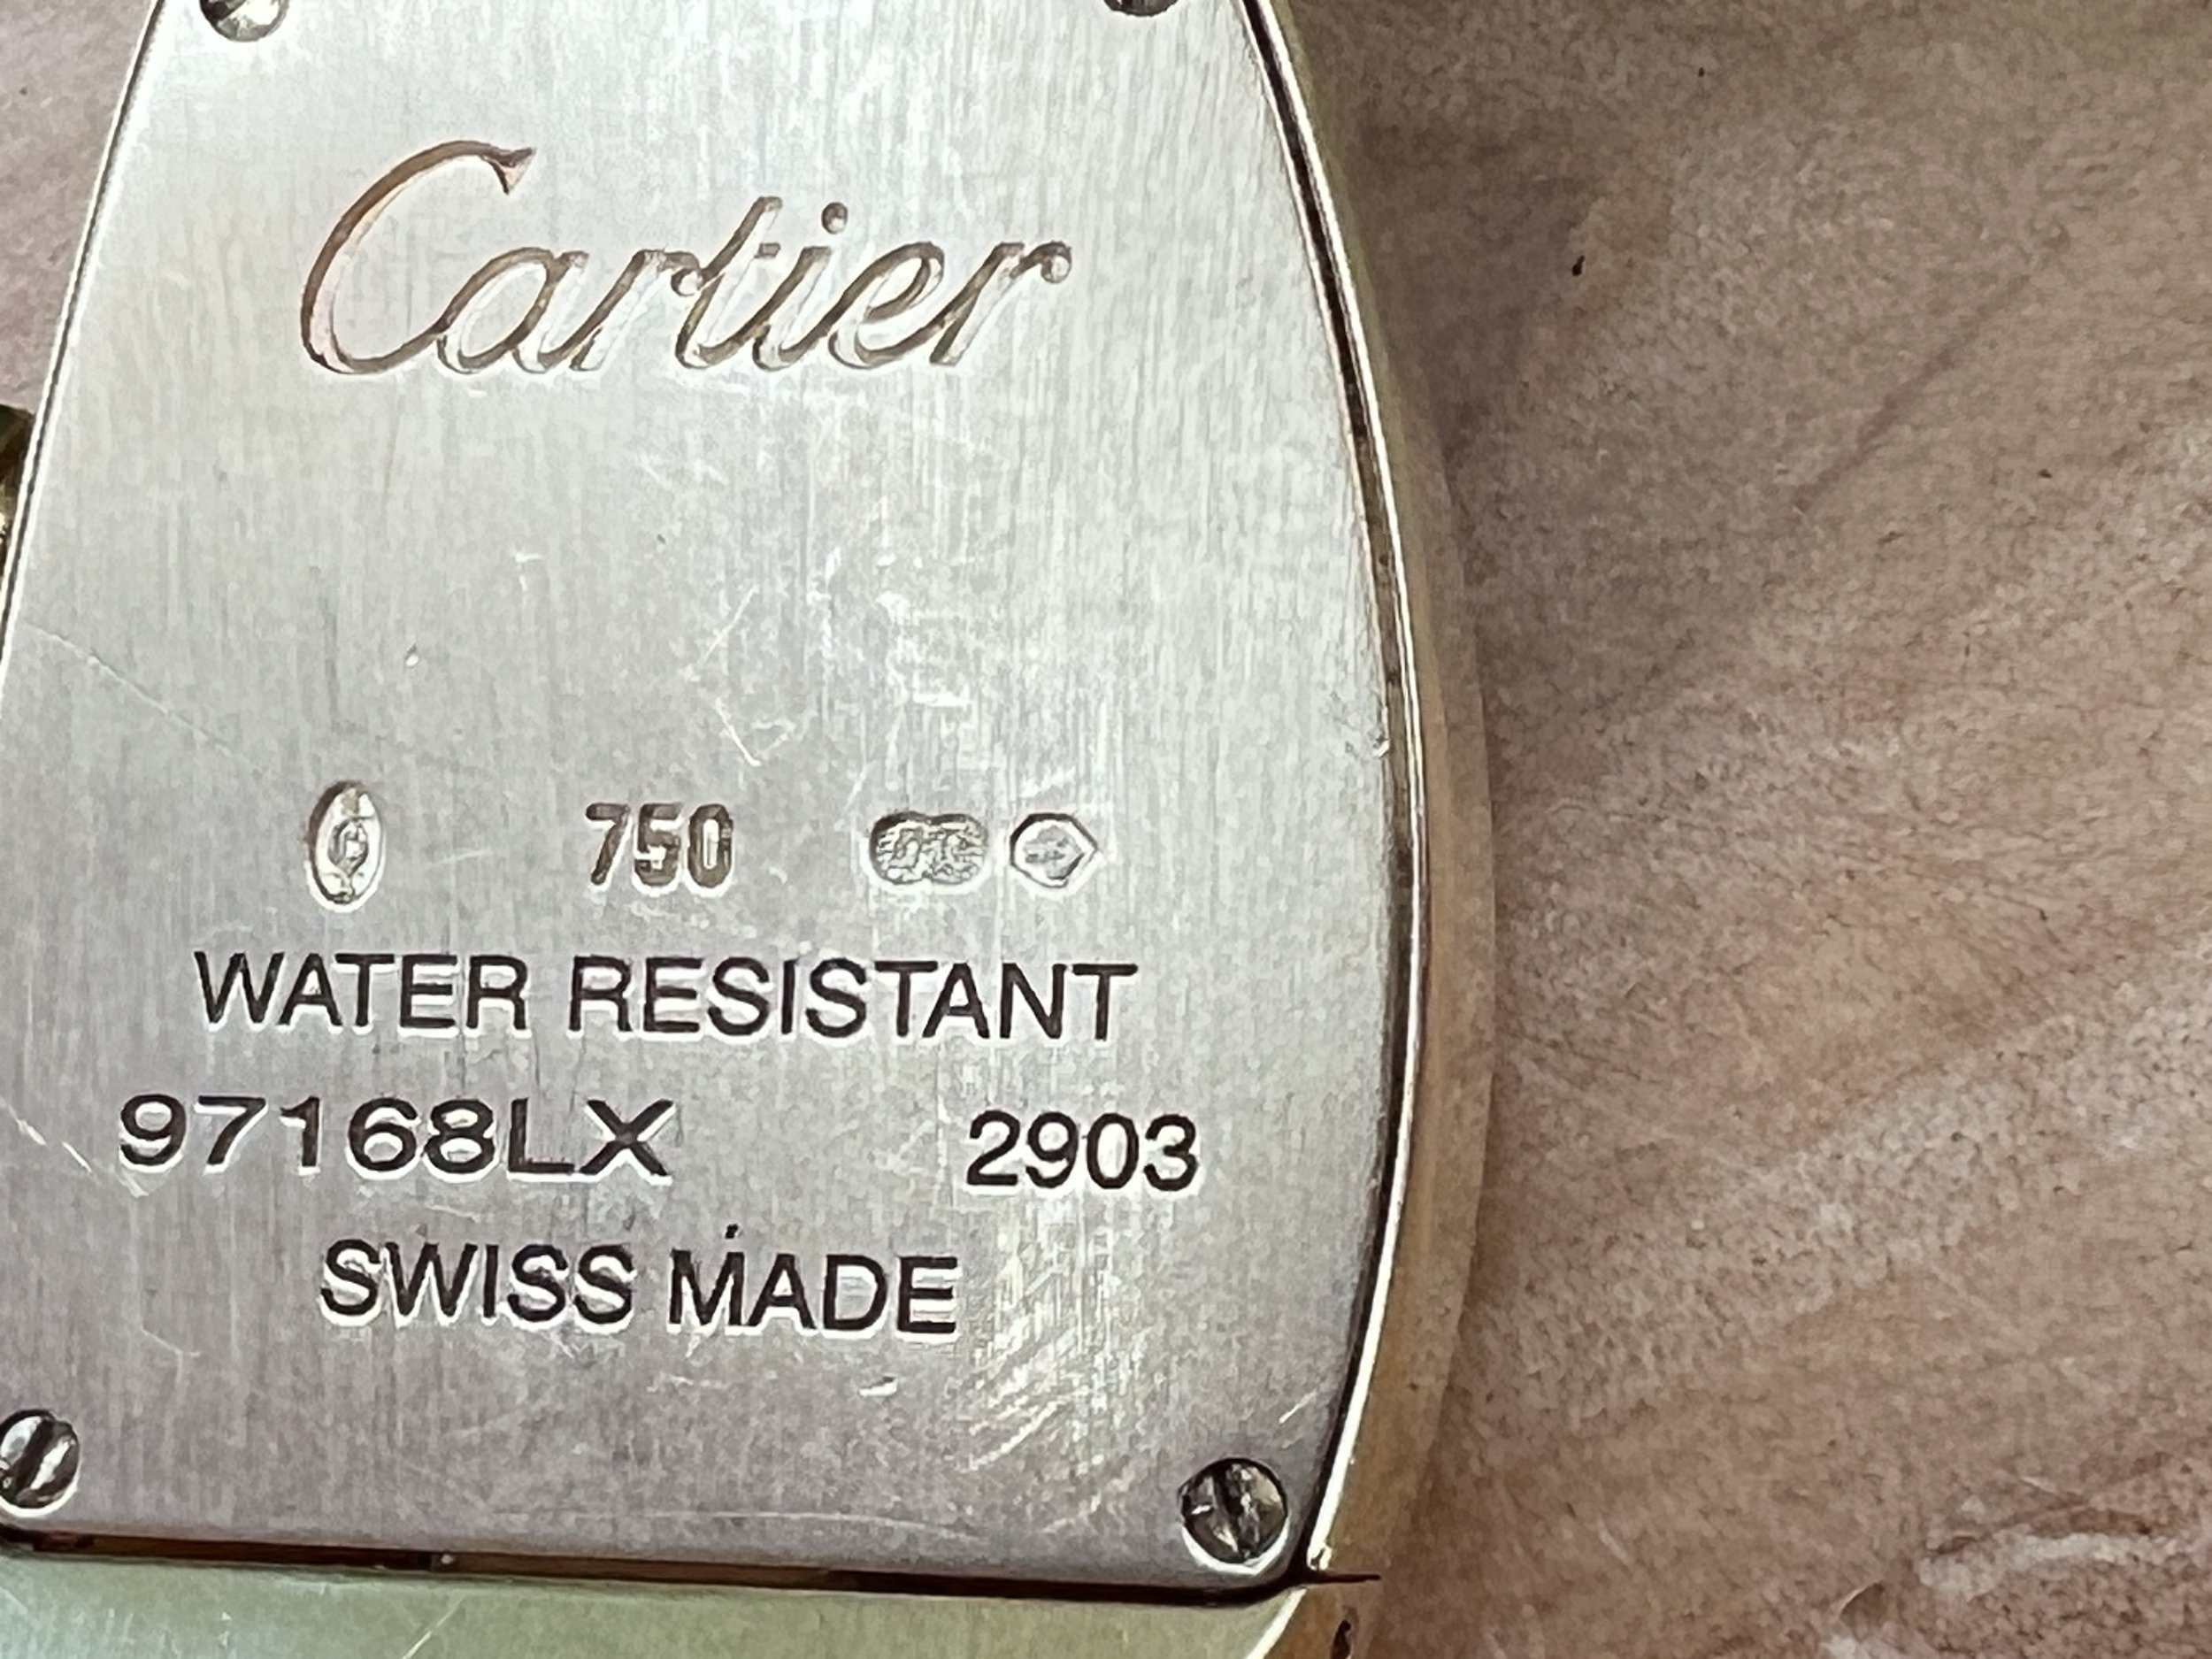 Cartier
750
WATER RESISTANT
97168LX 2903
SWISS MADE